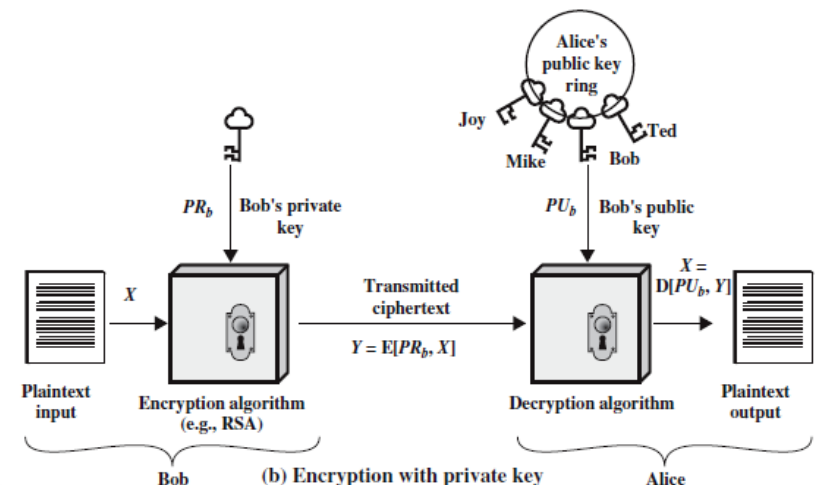 Alice's
public key
ring
Joy
Ted
Mike
Bob
PR_b
Bob's private
key
PU_b
Bob's public
key
X
Transmitted
ciphertext
X =
D[PU_b, Y]
Y = E[PR_b, X]
Plaintext
input
Encryption algorithm
(e.g., RSA)
Decryption algorithm
Plaintext
output
Bob
(b) Encryption with private key
Alice